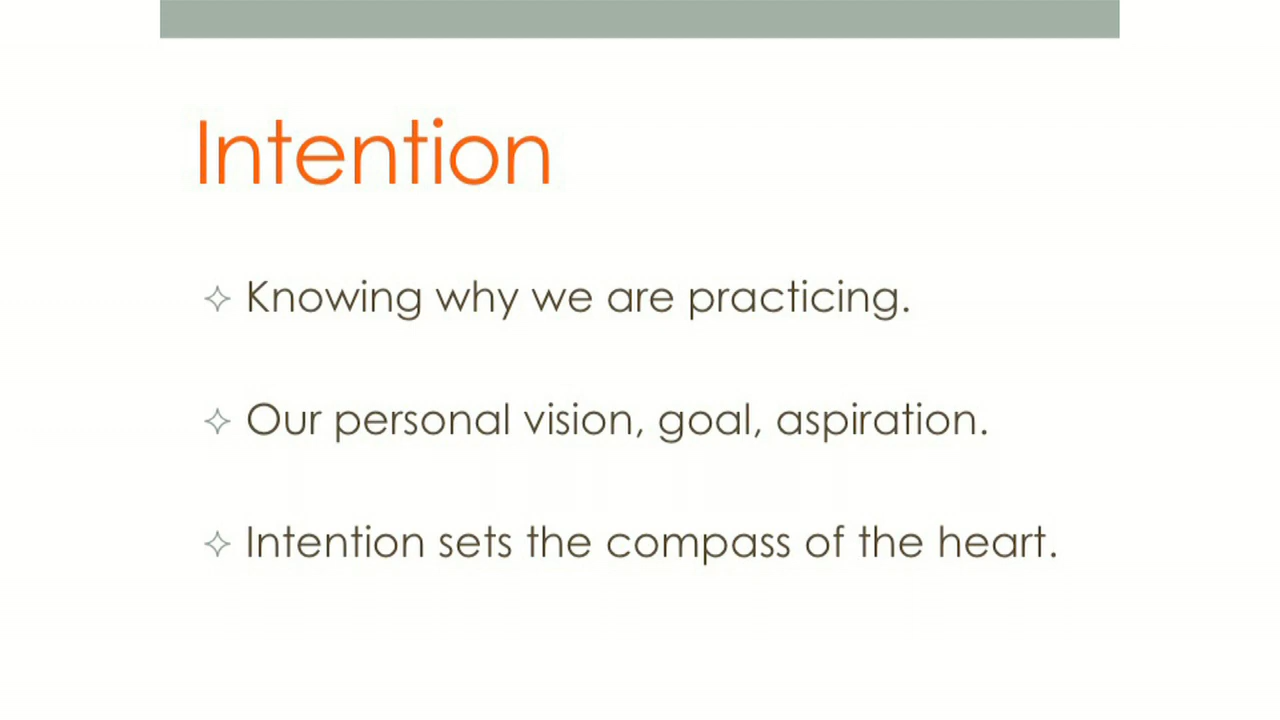 Intention
Knowing why we are practicing.
Our personal vision, goal, aspiration.
Intention sets the compass of the heart.